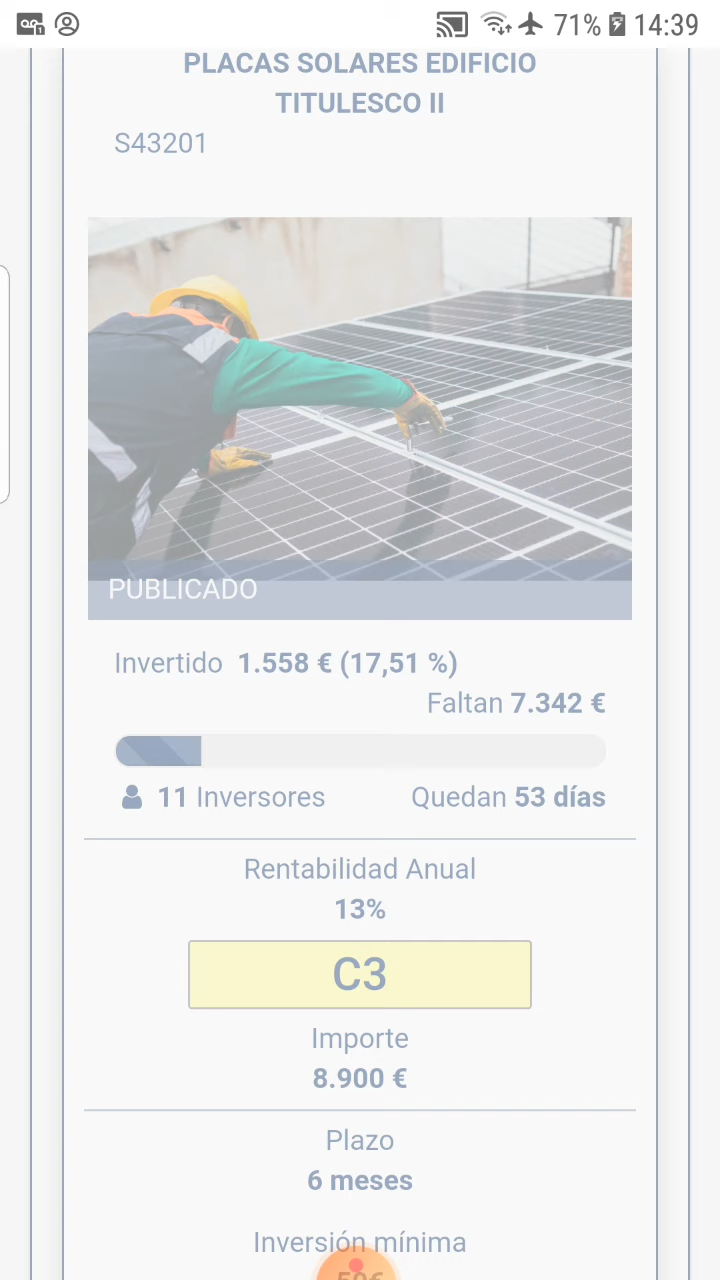 71% 14:39
PLACAS SOLARES EDIFICIO
TITULESCO II
S43201
PUBLICADO
Invertido 1.558 € (17,51 %)
Faltan 7.342 €
11 Inversores Quedan 53 días
Rentabilidad Anual
13%
C3
Importe
8.900 €
Plazo
6 meses
Inversión mínima
50€